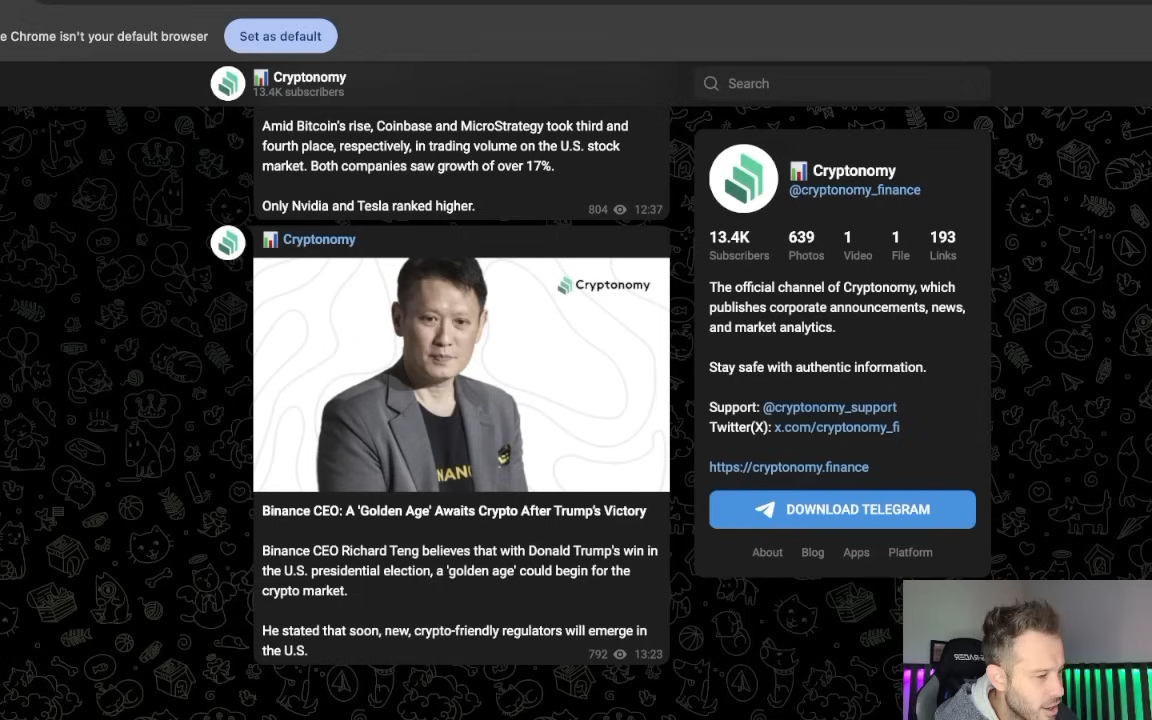 e Chrome isn't your default browser
Set as default
Cryptonomy
13.4K subscribers
Search
Amid Bitcoin's rise, Coinbase and MicroStrategy took third and
fourth place, respectively, in trading volume on the U.S. stock
market. Both companies saw growth of over 17%.
Only Nvidia and Tesla ranked higher.
804 12:37
Cryptonomy
Cryptonomy
NANC
Binance CEO: A 'Golden Age' Awaits Crypto After Trump's Victory
Binance CEO Richard Teng believes that with Donald Trump's win in
the U.S. presidential election, a 'golden age' could begin for the
crypto market.
He stated that soon, new, crypto-friendly regulators will emerge in
the U.S.
792 13:23
Cryptonomy
@cryptonomy_finance
13.4K 639 1 1 193
Subscribers Photos Video File Links
The official channel of Cryptonomy, which
publishes corporate announcements, news,
and market analytics.
Stay safe with authentic information.
Support: @cryptonomy_support
Twitter(X): x.com/cryptonomy_fi
https://cryptonomy.finance
DOWNLOAD TELEGRAM
About Blog Apps Platform